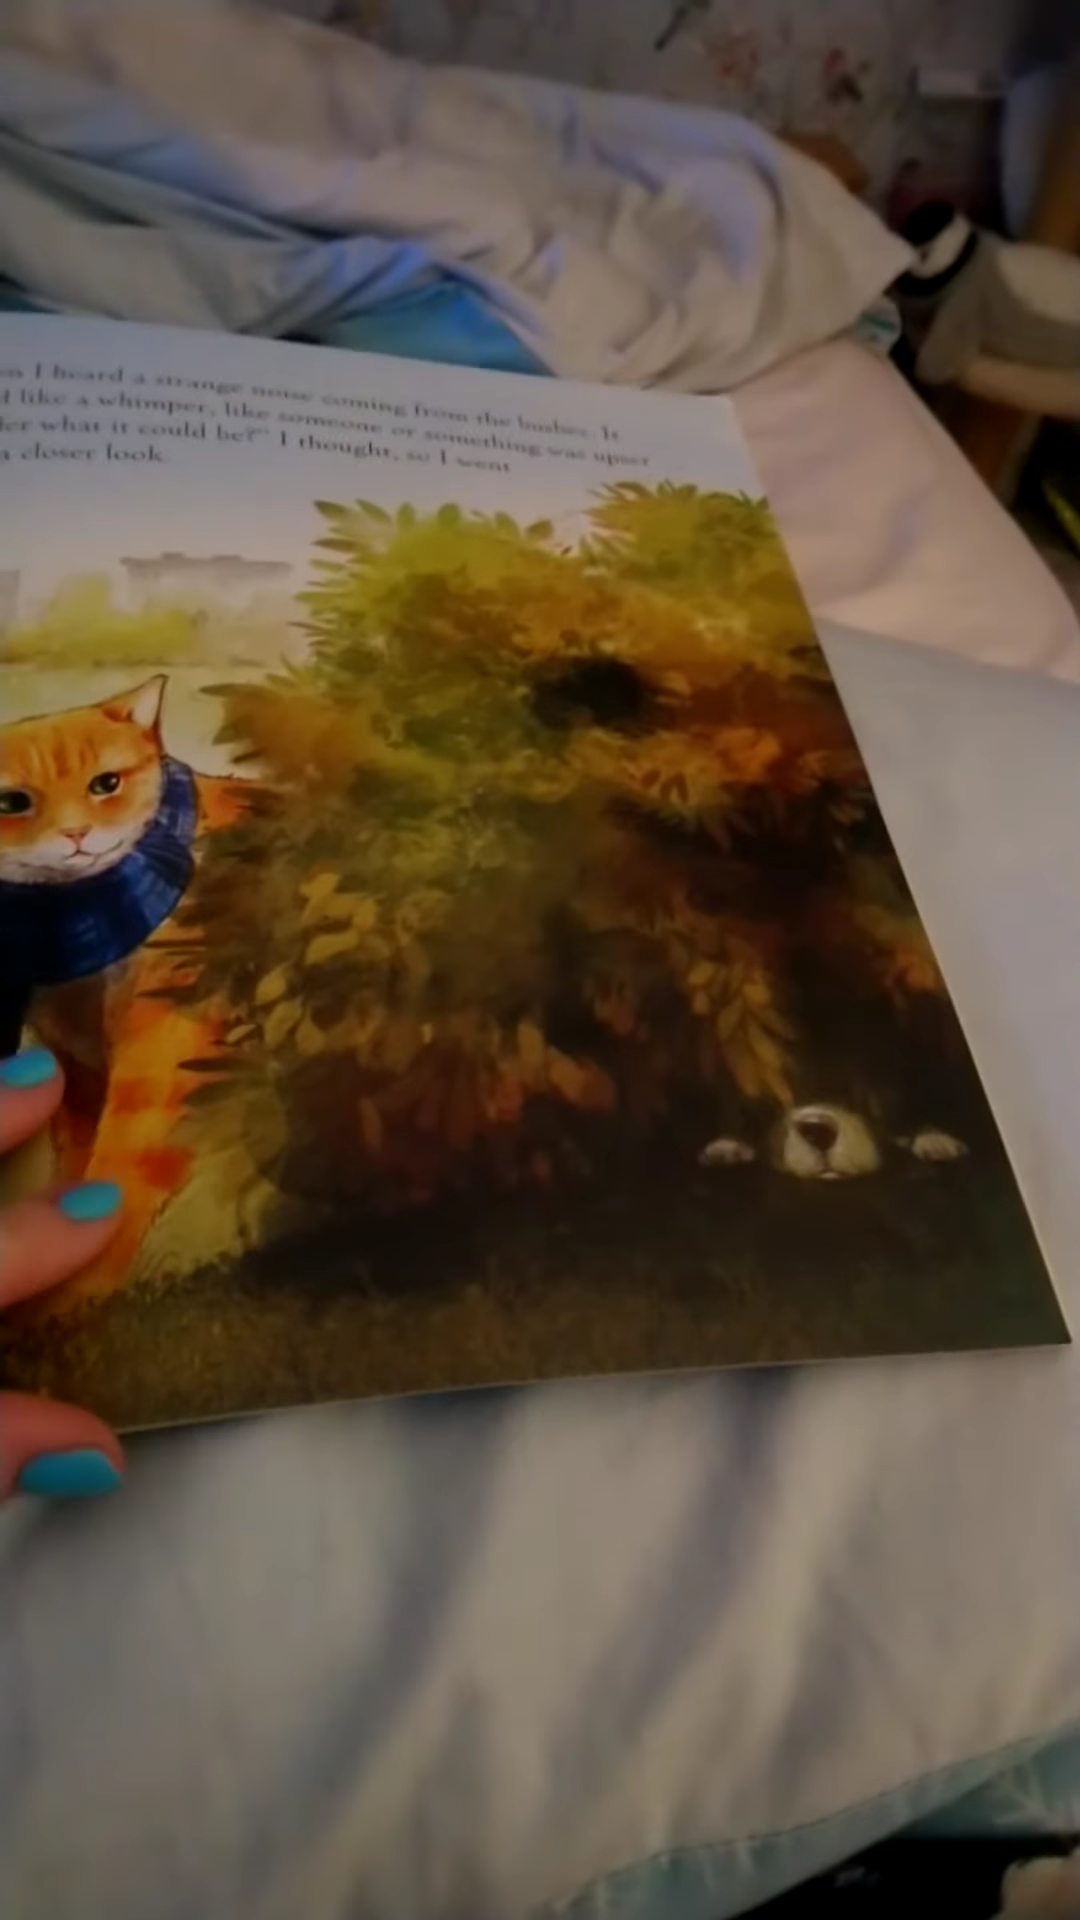 I heard a strange noise coming from the bushes. It
like a whimper, like someone or something was upset
what it could be?" I thought, so I went
a closer look.